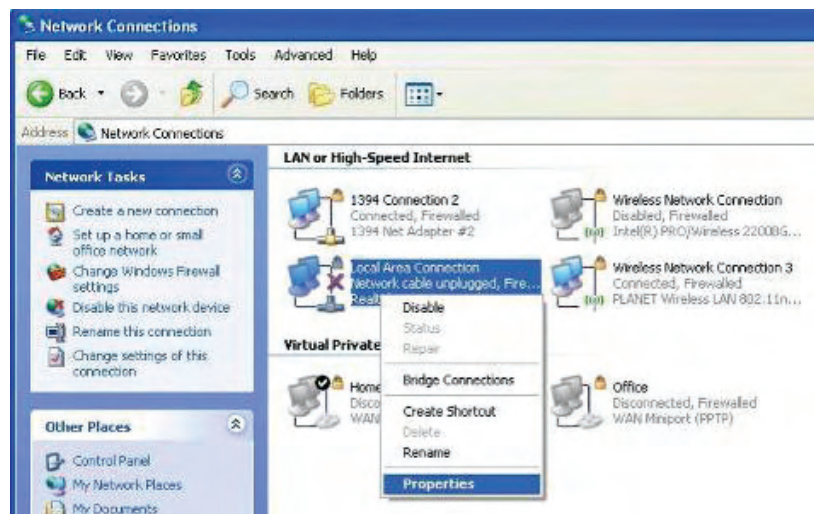 Network Connections
File Edit View Favorites Tools Advanced Help
Back Search Folders
Address Network Connections
Network Tasks
Create a new connection
Set up a home or small
office network
Change Windows Firewall
settings
Disable this network device
Rename this connection
Change settings of this
connection
Other Places
Control Panel
My Network Places
My Documents
LAN or High-Speed Internet
1394 Connection 2
Connected, Firewalled
1394 Net Adapter #2
Wireless Network Connection
Disabled, Firewalled
Intel(R) PRO/Wireless 2200BG...
Local Area Connection
Network cable unplugged, Fire...
Wireless Network Connection 3
Connected, Firewalled
PLANET Wireless LAN 802.11n...
Virtual Private
Home
Disco
WAN
Office
Disconnected, Firewalled
WAN Miniport (PPTP)
Disable
Status
Repair
Bridge Connections
Create Shortcut
Delete
Rename
Properties